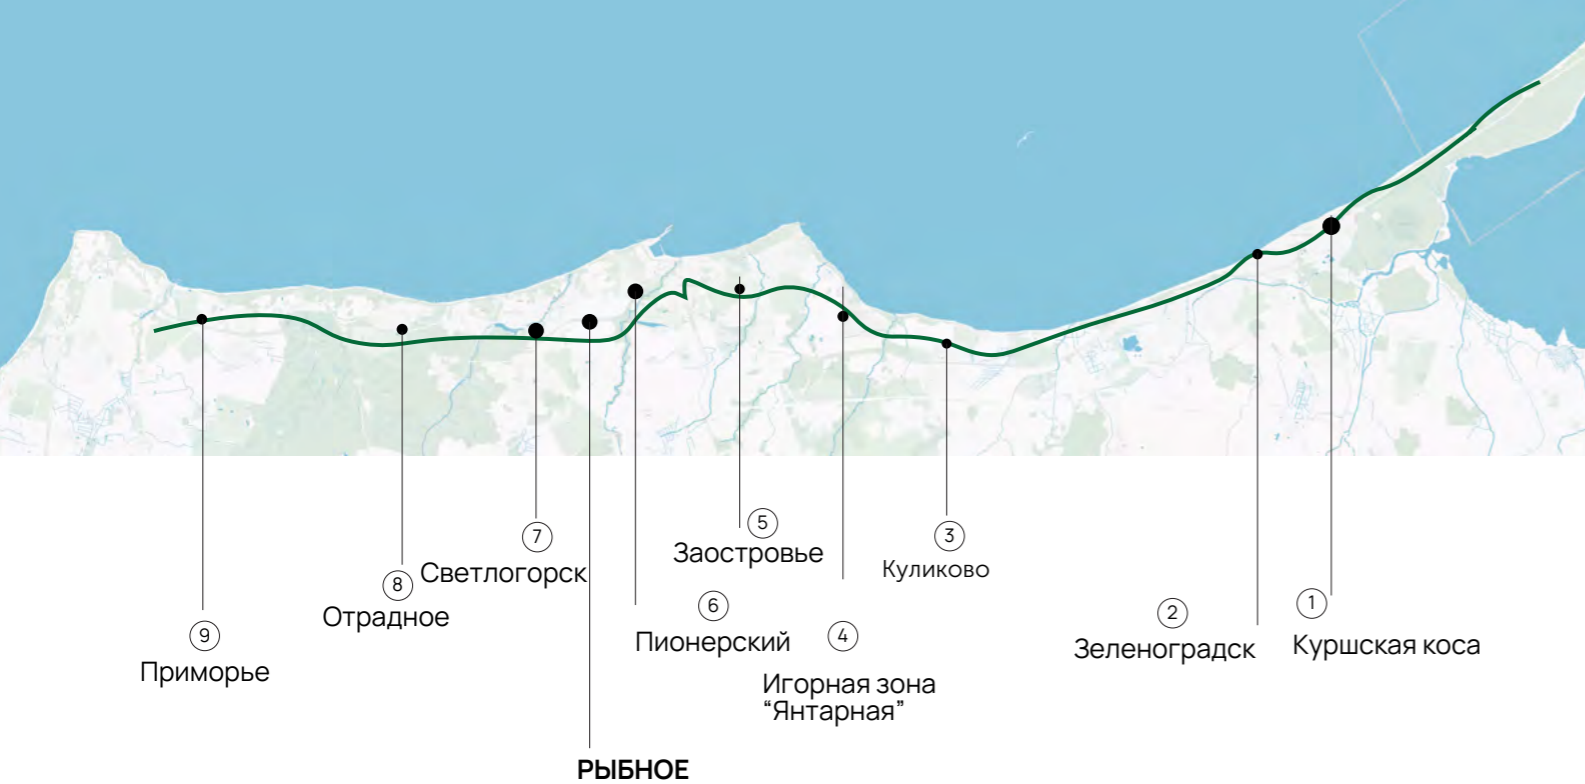 5
Заостровье
7
Светлогорск
3
Куликово
8
Отрадное
6
Пионерский
1
Куршская коса
2
Зеленоградск
9
Приморье
4
Игорная зона
“Янтарная”
РЫБНОЕ